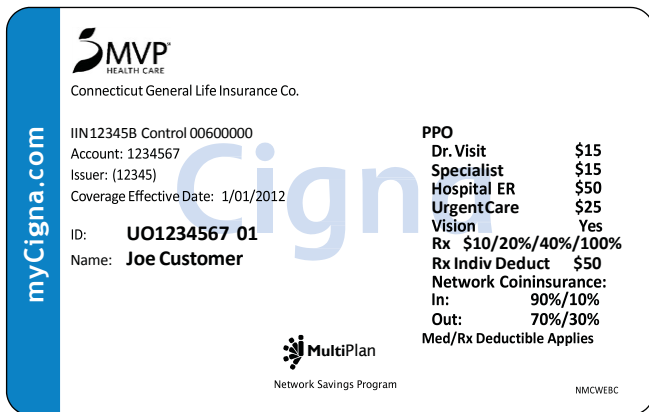 myCigna.com
MVP®
HEALTH CARE
Connecticut General Life Insurance Co.
Cigna
IIN12345B Control 00600000
Account: 1234567
Issuer: (12345)
Coverage Effective Date: 1/01/2012
ID: UO1234567 01
Name: Joe Customer
PPO
Dr. Visit $15
Specialist $15
Hospital ER $50
UrgentCare $25
Vision Yes
Rx $10/20%/40%/100%
Rx Indiv Deduct $50
Network Coininsurance:
In: 90%/10%
Out: 70%/30%
Med/Rx Deductible Applies
MultiPlan
Network Savings Program
NMCWEBC